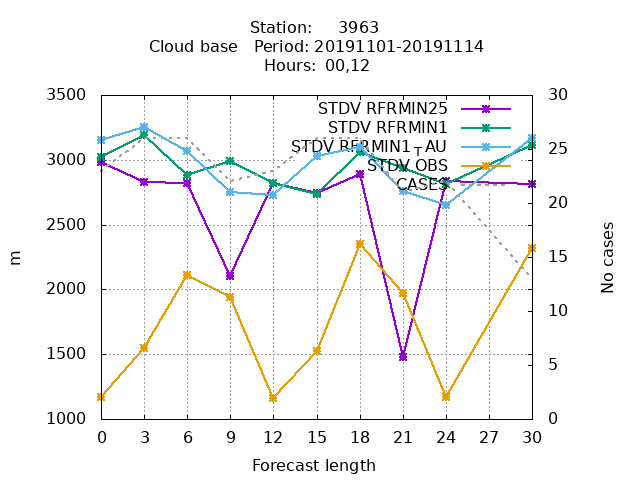 Station: 3963
Cloud base Period: 20191101-20191114
Hours: 00,12
3500 30
STDV RFRMIN25
STDV RFRMIN1
STDV RFRMIN1TAU
STDV OBS
CASES
3000 25
2500 20
2000 15
1500 10
1000 5
0
m
No cases
0 3 6 9 12 15 18 21 24 27 30
Forecast length